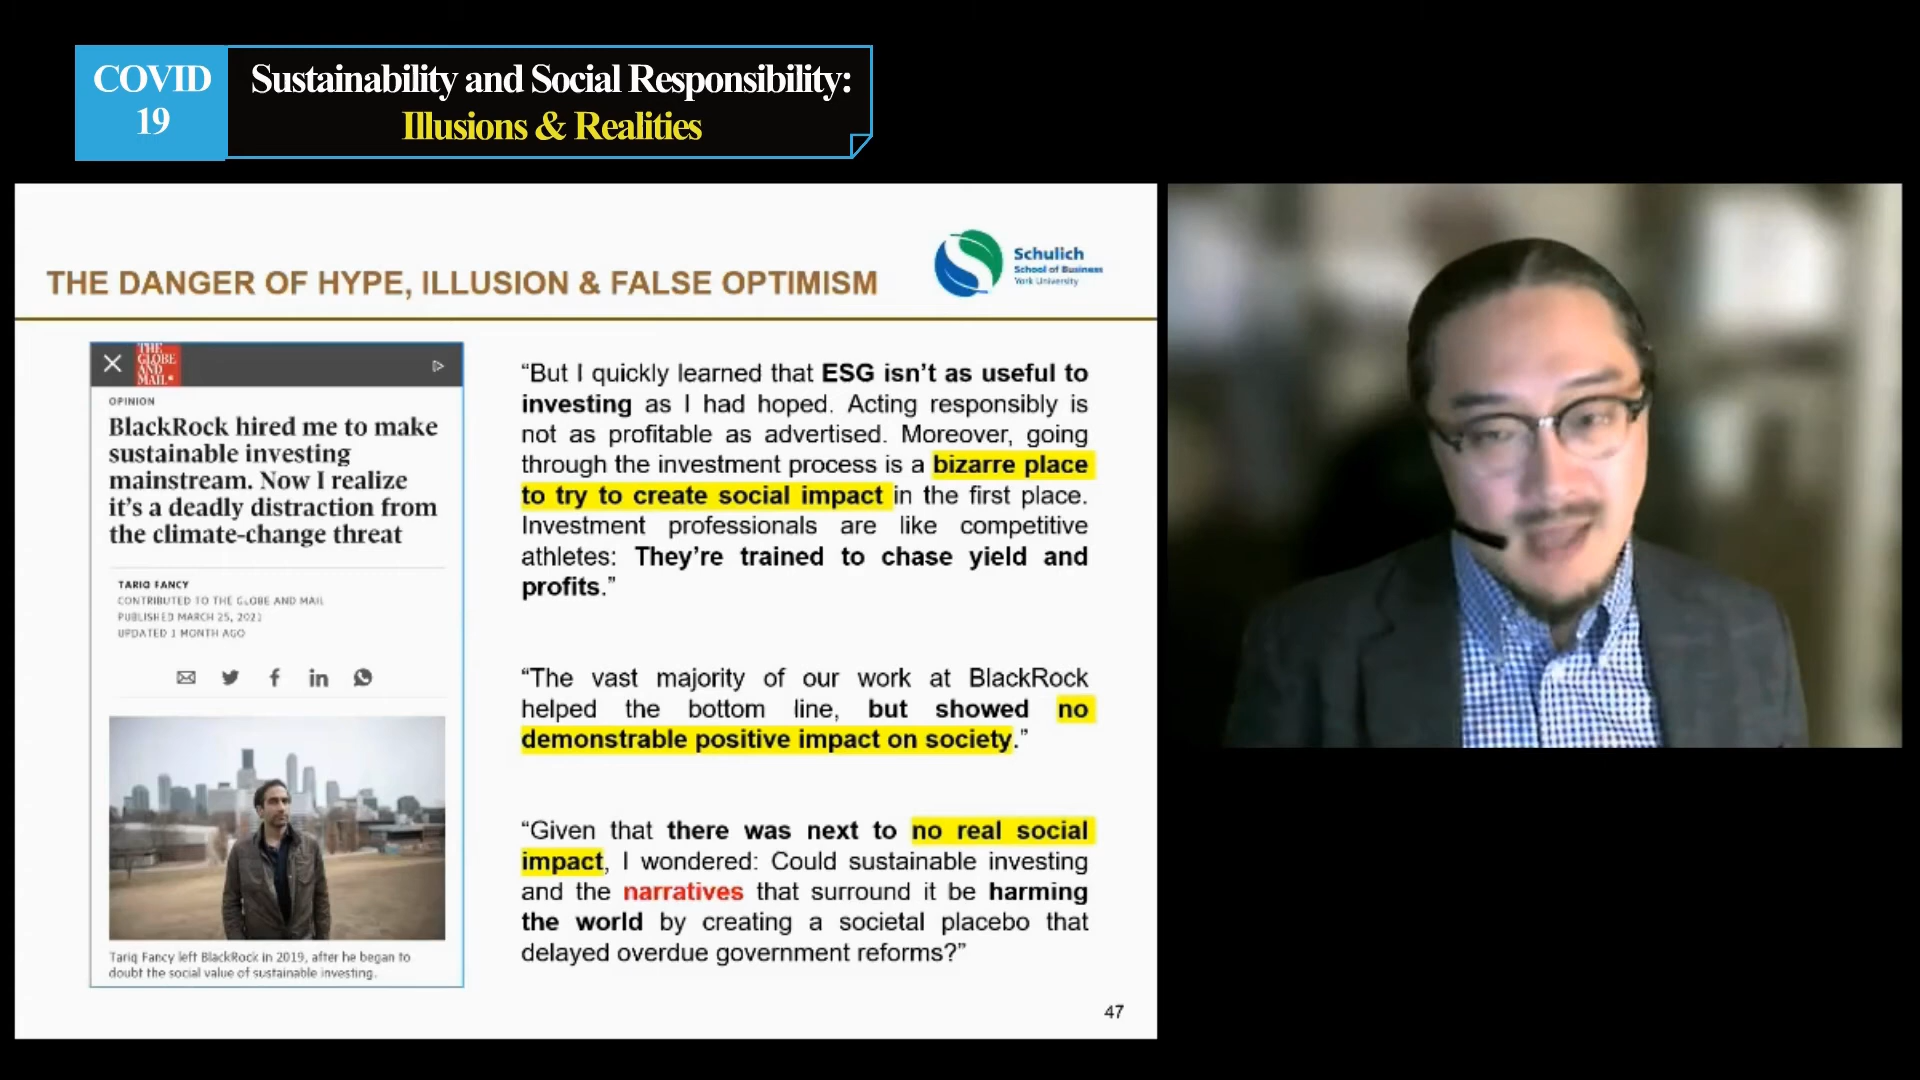 COVID
19
Sustainability and Social Responsibility:
Illusions & Realities
THE DANGER OF HYPE, ILLUSION & FALSE OPTIMISM
Schulich
School of Business
York University
THE
GLOBE
AND
MAIL
OPINION
BlackRock hired me to make
sustainable investing
mainstream. Now I realize
it's a deadly distraction from
the climate-change threat
TARIQ FANCY
CONTRIBUTED TO THE GLOBE AND MAIL
PUBLISHED MARCH 25, 2021
UPDATED 1 MONTH AGO
Tariq Fancy left BlackRock in 2019, after he began to
doubt the social value of sustainable investing.
“But I quickly learned that ESG isn’t as useful to
investing as I had hoped. Acting responsibly is
not as profitable as advertised. Moreover, going
through the investment process is a bizarre place
to try to create social impact in the first place.
Investment professionals are like competitive
athletes: They’re trained to chase yield and
profits.”
“The vast majority of our work at BlackRock
helped the bottom line, but showed no
demonstrable positive impact on society.”
“Given that there was next to no real social
impact, I wondered: Could sustainable investing
and the narratives that surround it be harming
the world by creating a societal placebo that
delayed overdue government reforms?”
47